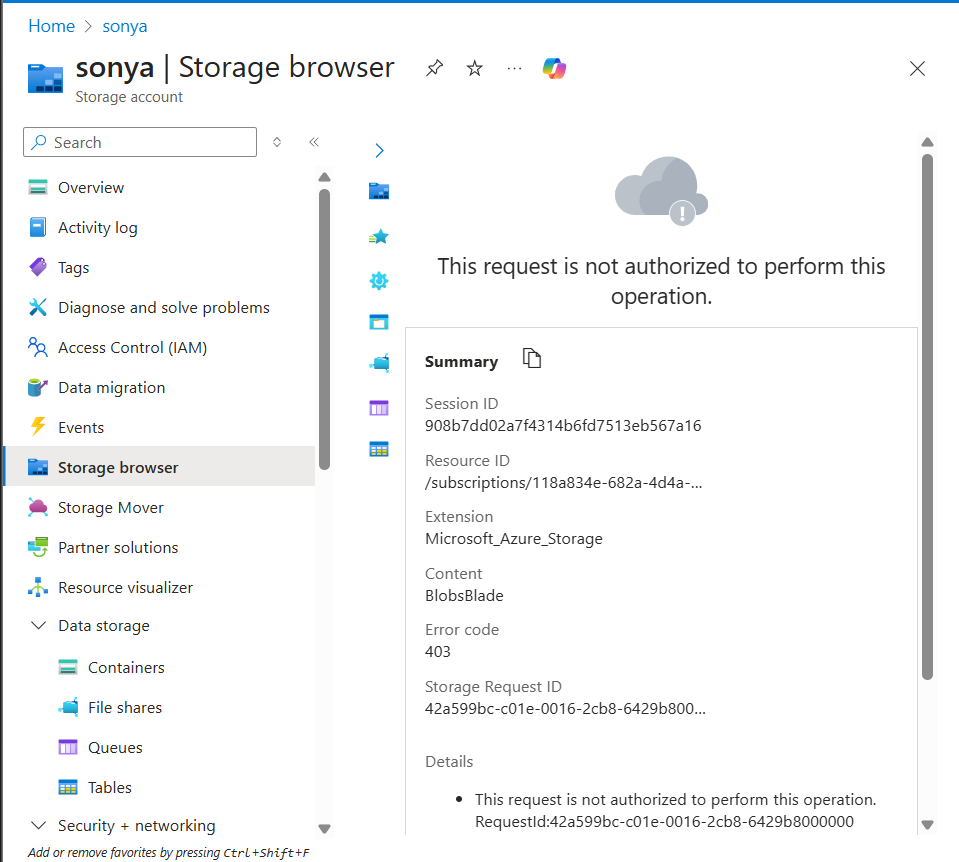 Home > sonya
sonya | Storage browser
...
Storage account
Search
Overview
Activity log
Tags
Diagnose and solve problems
Access Control (IAM)
Data migration
Events
Storage browser
Storage Mover
Partner solutions
Resource visualizer
Data storage
Containers
File shares
Queues
Tables
Security + networking
Add or remove favorites by pressing Ctrl+Shift+F
This request is not authorized to perform this
operation.
Summary
Session ID
908b7dd02a7f4314b6fd7513eb567a16
Resource ID
/subscriptions/118a834e-682a-4d4a-...
Extension
Microsoft_Azure_Storage
Content
BlobsBlade
Error code
403
Storage Request ID
42a599bc-c01e-0016-2cb8-6429b800...
Details
• This request is not authorized to perform this operation.
RequestId:42a599bc-c01e-0016-2cb8-6429b8000000